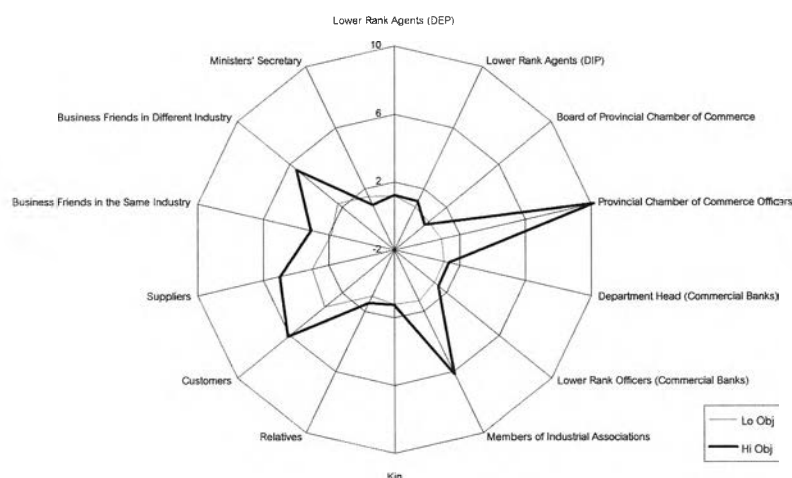 Lower Rank Agents (DEP)
10
Ministers' Secretary
Lower Rank Agents (DIP)
6
Business Friends in Different Industry
Board of Provincial Chamber of Commerce
2
Business Friends in the Same Industry
Provincial Chamber of Commerce Officers
-2
Suppliers
Department Head (Commercial Banks)
Customers
Lower Rank Officers (Commercial Banks)
Relatives
Members of Industrial Associations
Lo Obj
Hi Obj
Kin